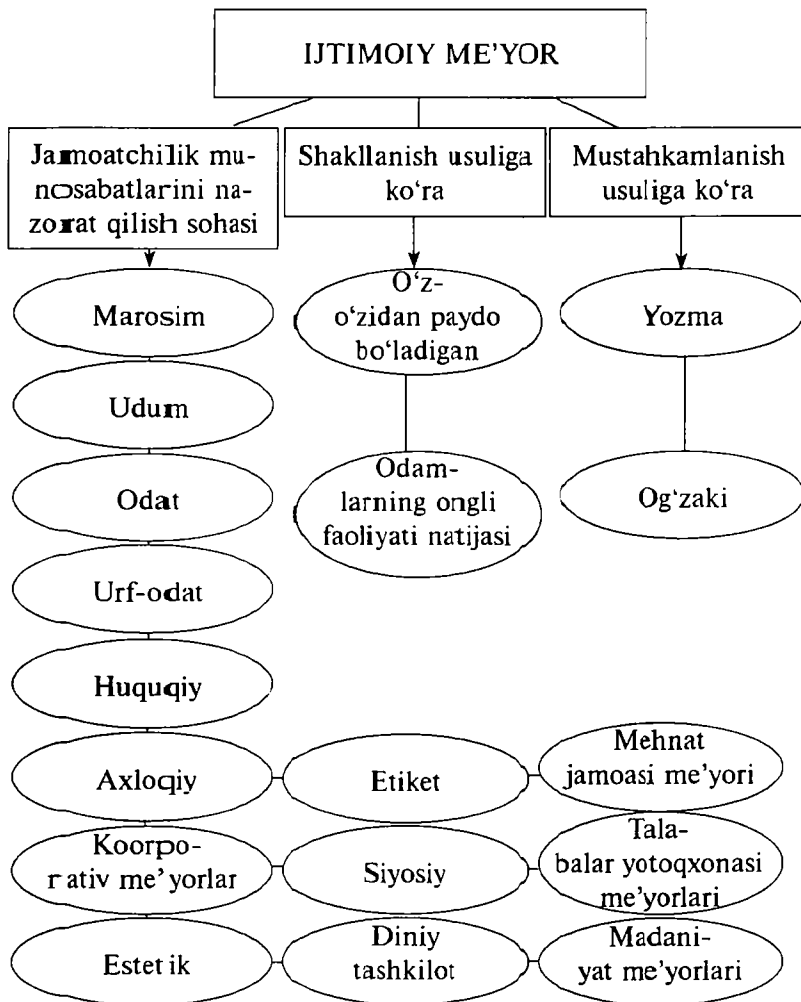 IJTIMOIY ME’YOR
Jamoatchilik mu-
nosabatlarini na-
zorat qilish sohasi
Shakllanish usuliga
ko‘ra
Mustahkamlanish
usuliga ko‘ra
Marosim
O‘z-
o‘zidan paydo
bo‘ladigan
Yozma
Udum
Odat
Odam-
larning ongli
faoliyati natijasi
Og‘zaki
Urf-odat
Huquqiy
Axloqiy
Etiket
Mehnat
jamoasi me’yori
Koorpo-
rativ me’yorlar
Siyosiy
Tala-
balar yotoqxonasi
me’yorlari
Estetik
Diniy
tashkilot
Madani-
yat me’yorlari